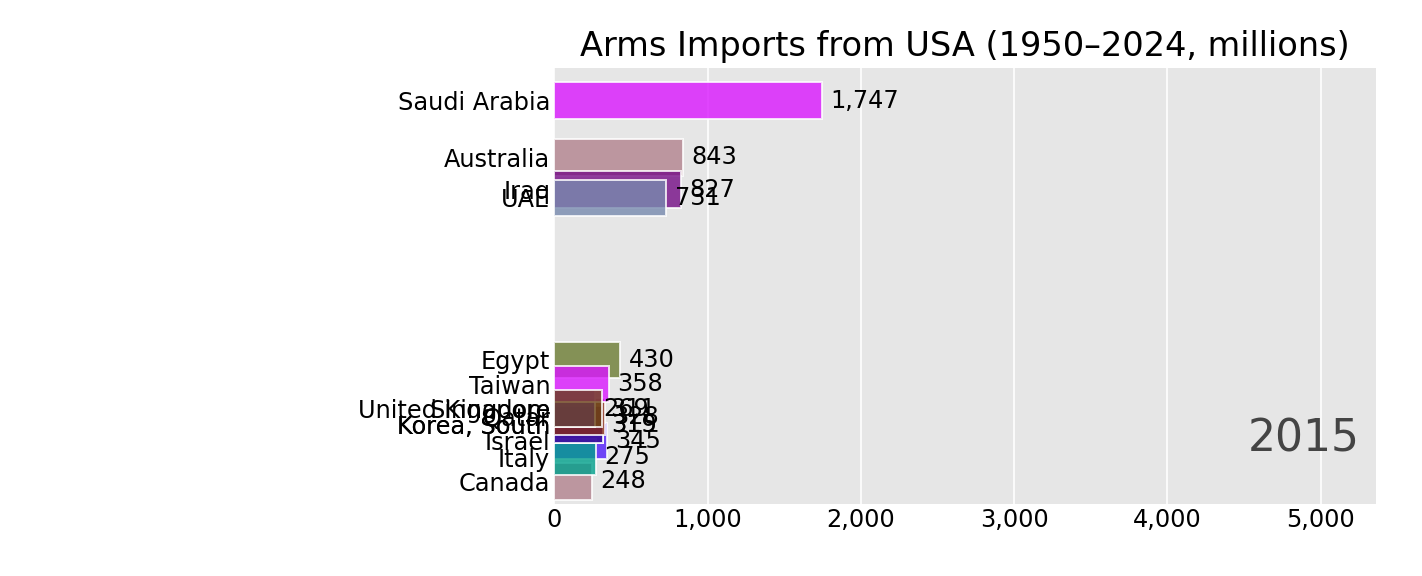 Arms Imports from USA (1950–2024, millions)
Saudi Arabia 1,747
Australia 843
Iraq 827
UAE 731
Egypt 430
Taiwan 358
United Kingdom
Qatar
Korea, South
Israel 345
Italy 275
Canada 248
2015
0 1,000 2,000 3,000 4,000 5,000